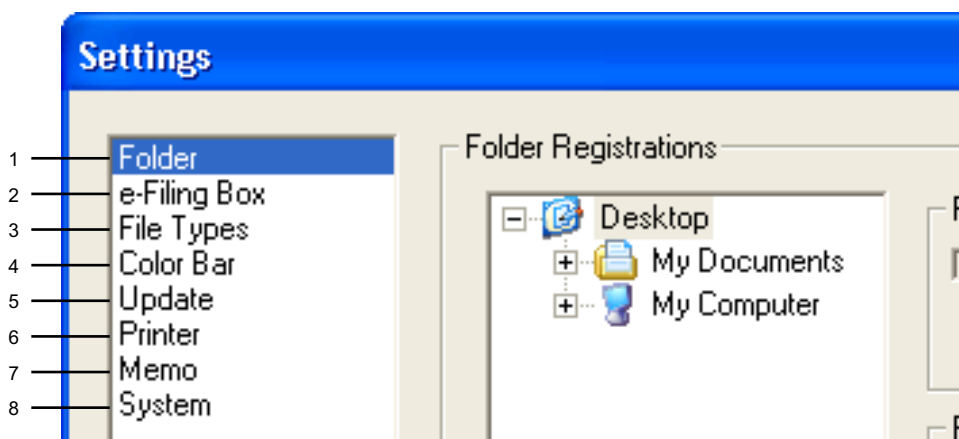 Settings
1 Folder
2 e-Filing Box
3 File Types
4 Color Bar
5 Update
6 Printer
7 Memo
8 System
Folder Registrations
Desktop
My Documents
My Computer